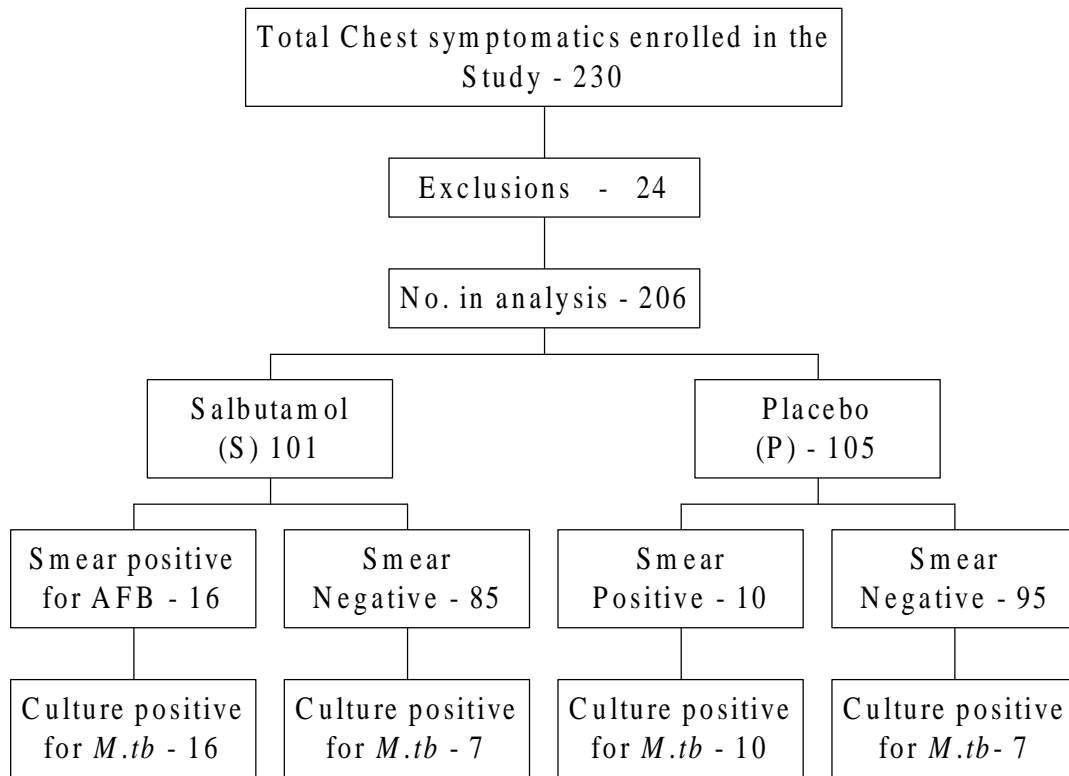 Total Chest symptomatics enrolled in the
Study - 230
Exclusions - 24
No. in analysis - 206
Salbutamol
(S) 101
Placebo
(P) - 105
Smear positive
for AFB - 16
Smear
Negative - 85
Smear
Positive - 10
Smear
Negative - 95
Culture positive
for M.tb - 16
Culture positive
for M.tb - 7
Culture positive
for M.tb - 10
Culture positive
for M.tb- 7